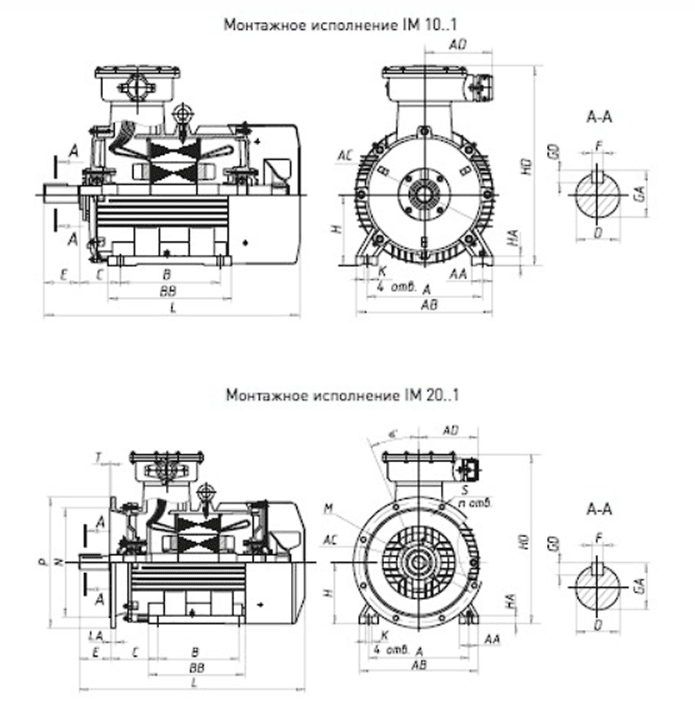 Монтажное исполнение IM 10..1
AD
A
A
AC
H
HD
HA
E
C
B
K
AA
4 отв.
A
BB
AB
L
A-A
F
GD
GA
D
Монтажное исполнение IM 20..1
T
AD
S
n отв.
M
AC
A
A
P
N
H
HD
HA
LA
E
C
B
K
AA
4 отв.
A
BB
AB
L
A-A
F
GD
GA
D